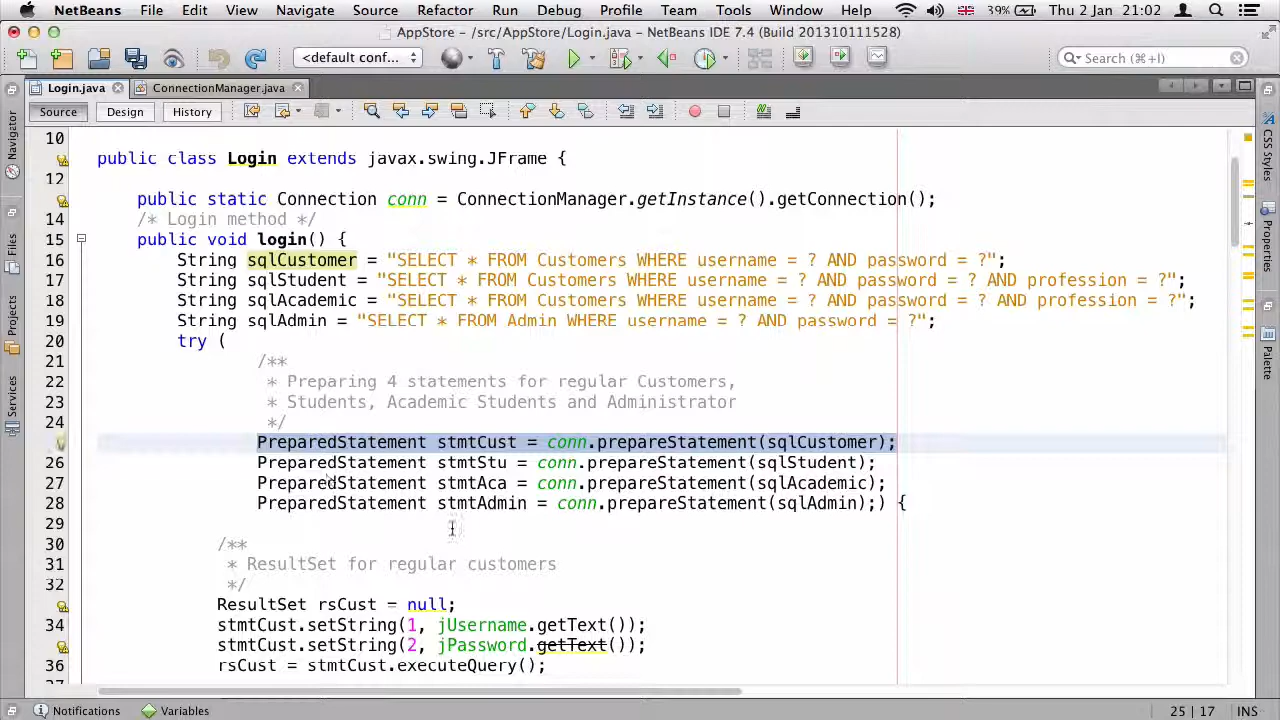 NetBeans File Edit View Navigate Source Refactor Run Debug Profile Team Tools Window Help 39% Thu 2 Jan 21:02
AppStore - /src/AppStore/Login.java - NetBeans IDE 7.4 (Build 201310111528)
<default conf... Search (⌘+I)
Login.java ConnectionManager.java
Source Design History
Navigator
Files
Projects
Services
10
public class Login extends javax.swing.JFrame {
12
public static Connection conn = ConnectionManager.getInstance().getConnection();
14 /* Login method */
15 public void login() {
16 String sqlCustomer = "SELECT * FROM Customers WHERE username = ? AND password = ?";
17 String sqlStudent = "SELECT * FROM Customers WHERE username = ? AND password = ? AND profession = ?";
18 String sqlAcademic = "SELECT * FROM Customers WHERE username = ? AND password = ? AND profession = ?";
19 String sqlAdmin = "SELECT * FROM Admin WHERE username = ? AND password = ?";
20 try (
21 /**
22 * Preparing 4 statements for regular Customers,
23 * Students, Academic Students and Administrator
24 */
PreparedStatement stmtCust = conn.prepareStatement(sqlCustomer);
26 PreparedStatement stmtStu = conn.prepareStatement(sqlStudent);
27 PreparedStatement stmtAca = conn.prepareStatement(sqlAcademic);
28 PreparedStatement stmtAdmin = conn.prepareStatement(sqlAdmin);) {
29
30 /**
31 * ResultSet for regular customers
32 */
ResultSet rsCust = null;
34 stmtCust.setString(1, jUsername.getText());
stmtCust.setString(2, jPassword.getText());
36 rsCust = stmtCust.executeQuery();
CSS Styles
Properties
Palette
Notifications Variables 25 | 17 INS